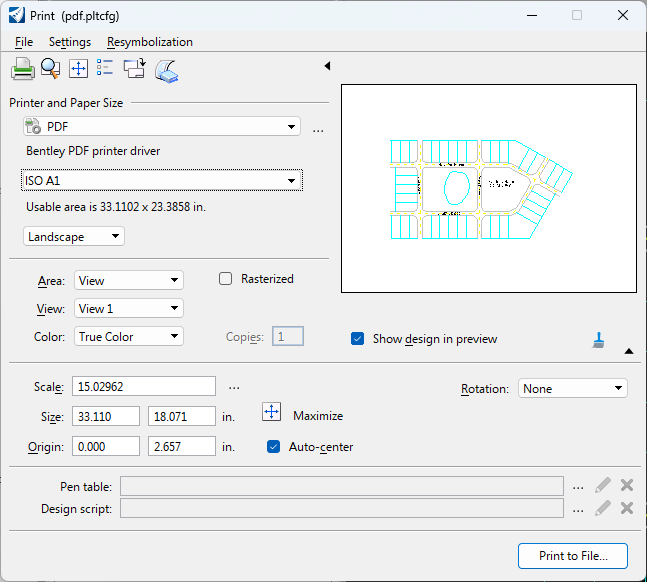 Print (pdf.pltcfg)
File Settings Resymbolization
Printer and Paper Size
PDF ...
Bentley PDF printer driver
ISO A1
Usable area is 33.1102 x 23.3858 in.
Landscape
Area: View Rasterized
View: View 1
Color: True Color Copies: 1 Show design in preview
Scale: 15.02962 ... Rotation: None
Size: 33.110 18.071 in. Maximize
Origin: 0.000 2.657 in. Auto-center
Pen table: ...
Design script: ...
Print to File...